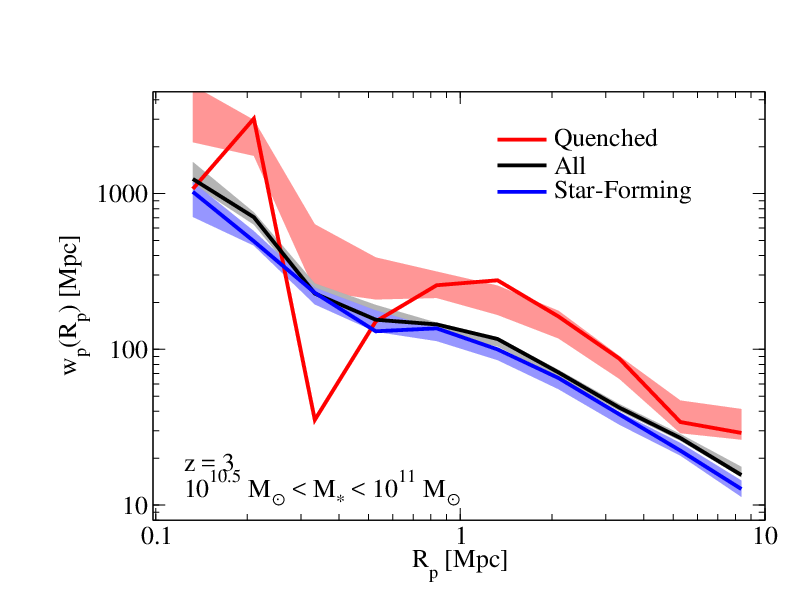 Quenched
All
Star-Forming
1000
100
10
w_p(R_p) [Mpc]
z = 3
10^10.5 M_⊙ < M_* < 10^11 M_⊙
0.1
1
10
R_p [Mpc]